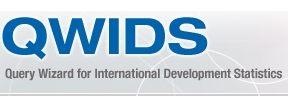 QWIDS
Query Wizard for International Development Statistics